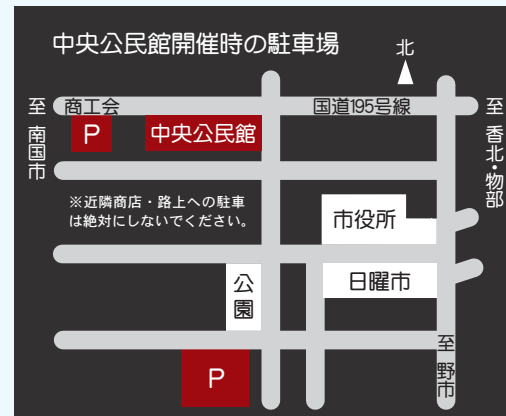 中央公民館開催時の駐車場
北
至 南国市
商工会
国道195号線
至 香北・物部
P
中央公民館
※近隣商店・路上への駐車
は絶対にしないでください。
市役所
公園
日曜市
至 野市
P